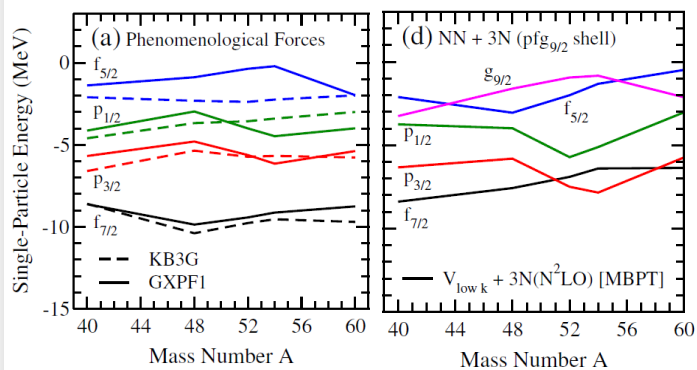 (a) Phenomenological Forces
(d) NN + 3N (pfg9/2 shell)
Single-Particle Energy (MeV)
0
-5
-10
-15
f5/2
p1/2
p3/2
f7/2
KB3G
GXPF1
40 44 48 52 56 60
Mass Number A
g9/2
f5/2
p1/2
p3/2
f7/2
Vlow k + 3N(N²LO) [MBPT]
40 44 48 52 56 60
Mass Number A